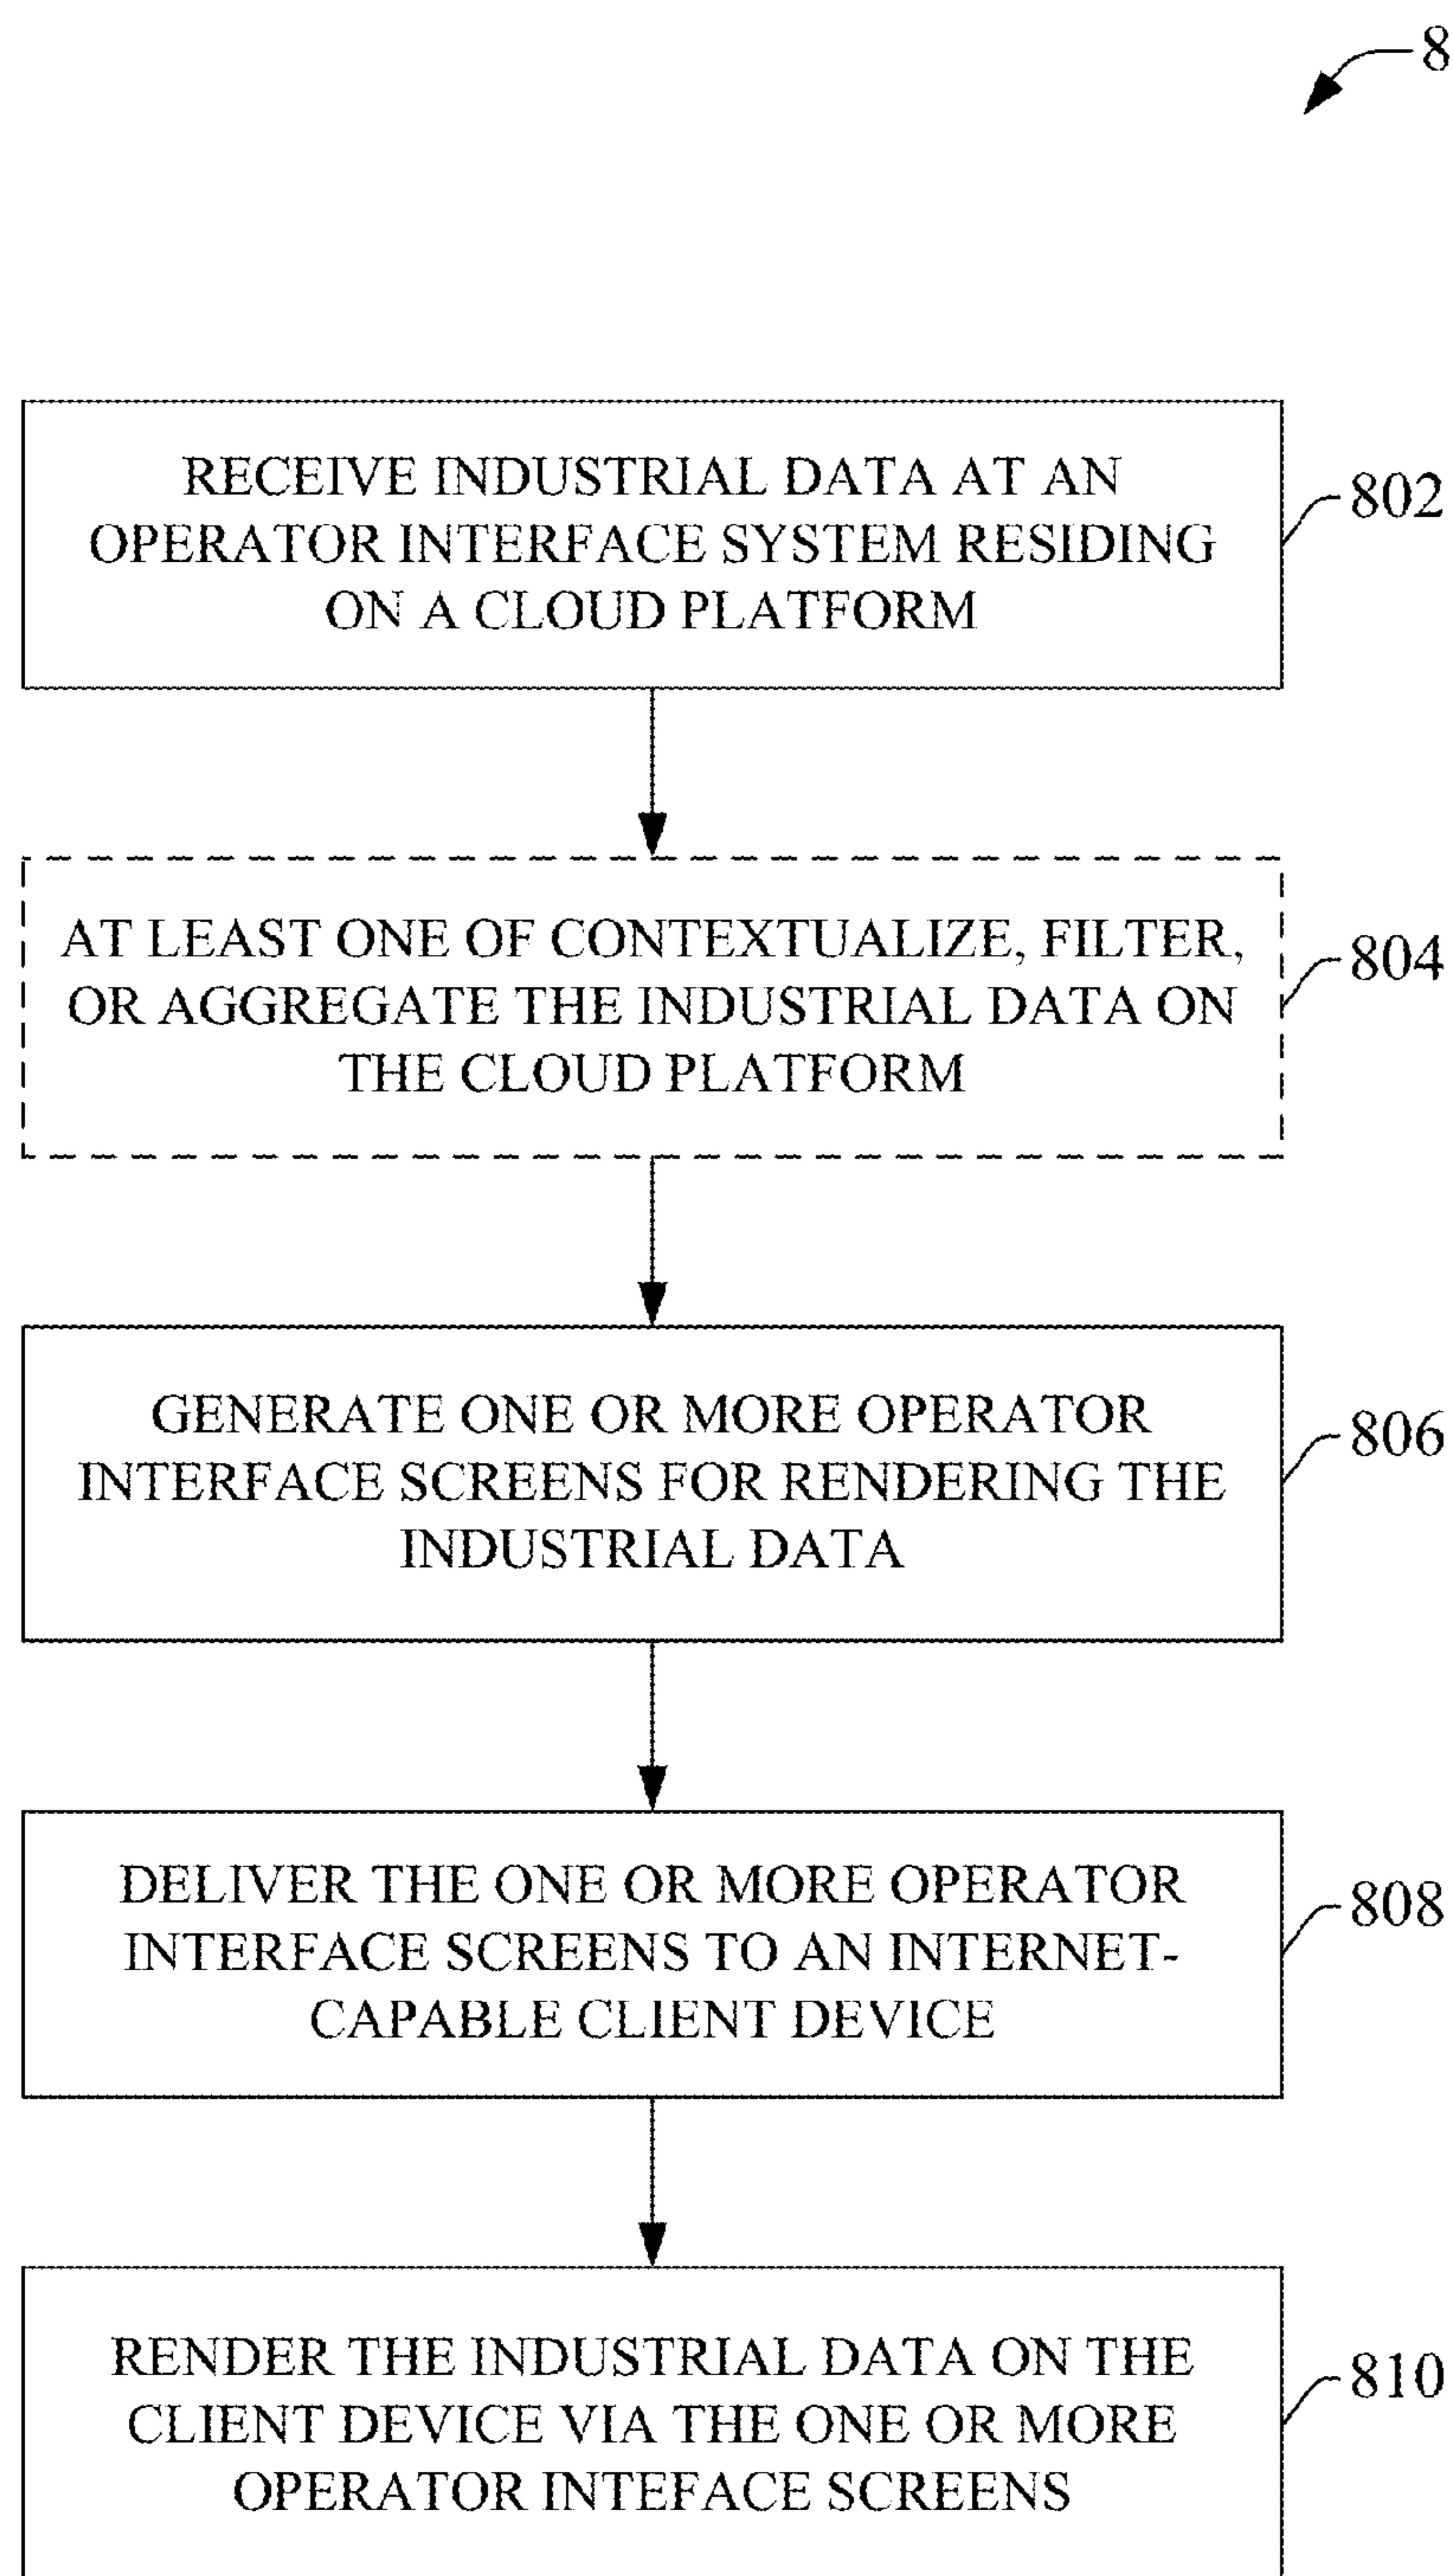 8
RECEIVE INDUSTRIAL DATA AT AN
OPERATOR INTERFACE SYSTEM RESIDING
ON A CLOUD PLATFORM
802
AT LEAST ONE OF CONTEXTUALIZE, FILTER,
OR AGGREGATE THE INDUSTRIAL DATA ON
THE CLOUD PLATFORM
804
GENERATE ONE OR MORE OPERATOR
INTERFACE SCREENS FOR RENDERING THE
INDUSTRIAL DATA
806
DELIVER THE ONE OR MORE OPERATOR
INTERFACE SCREENS TO AN INTERNET-
CAPABLE CLIENT DEVICE
808
RENDER THE INDUSTRIAL DATA ON THE
CLIENT DEVICE VIA THE ONE OR MORE
OPERATOR INTEFACE SCREENS
810